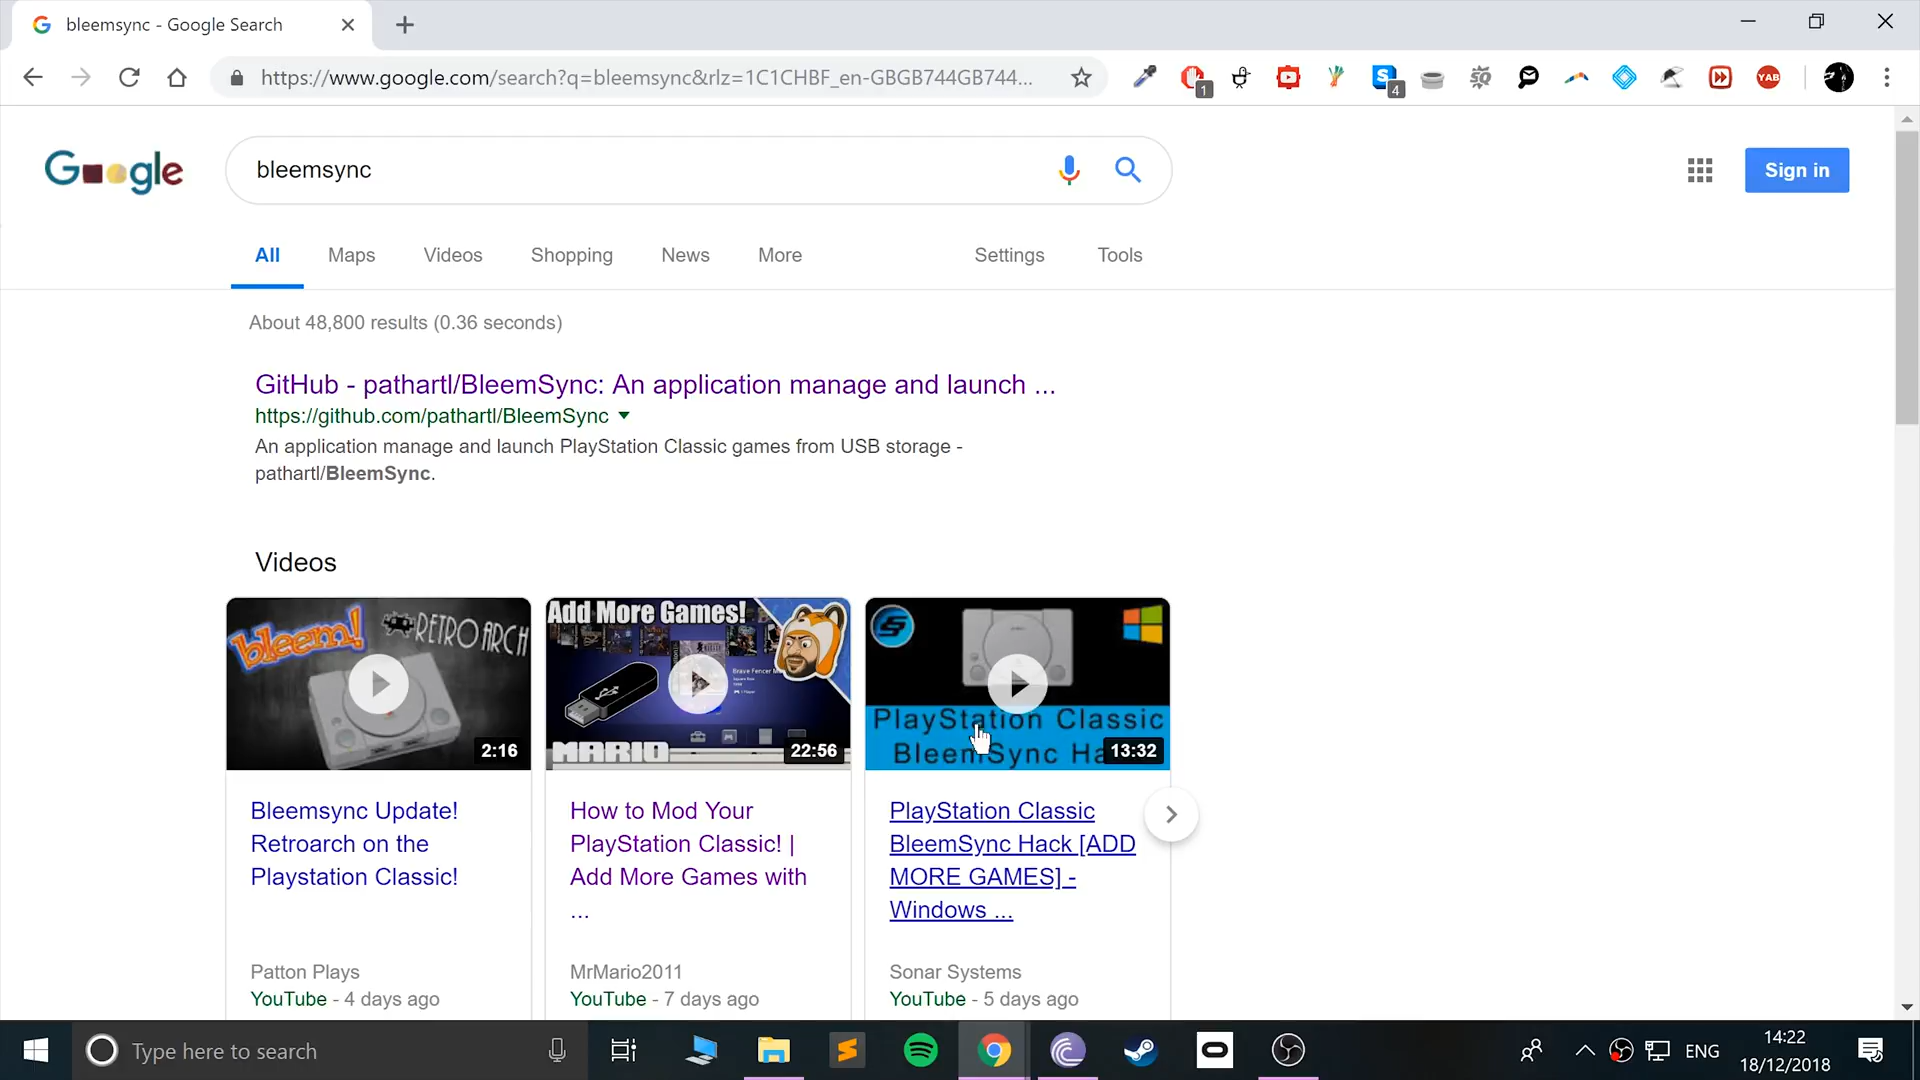 bleemsync - Google Search
https://www.google.com/search?q=bleemsync&rlz=1C1CHBF_en-GBGB744GB744...
1
4
YAB
Google
bleemsync
Sign in
All
Maps
Videos
Shopping
News
More
Settings
Tools
About 48,800 results (0.36 seconds)
GitHub - pathartl/BleemSync: An application manage and launch ...
https://github.com/pathartl/BleemSync
An application manage and launch PlayStation Classic games from USB storage -
pathartl/BleemSync.
Videos
bleem!
RETRO ARCH
2:16
Add More Games!
MARIO
22:56
PlayStation Classic
BleemSync Ha
13:32
Bleemsync Update!
Retroarch on the
Playstation Classic!
Patton Plays
YouTube - 4 days ago
How to Mod Your
PlayStation Classic! |
Add More Games with
...
MrMario2011
YouTube - 7 days ago
PlayStation Classic
BleemSync Hack [ADD
MORE GAMES] -
Windows ...
Sonar Systems
YouTube - 5 days ago
Type here to search
ENG
14:22
18/12/2018